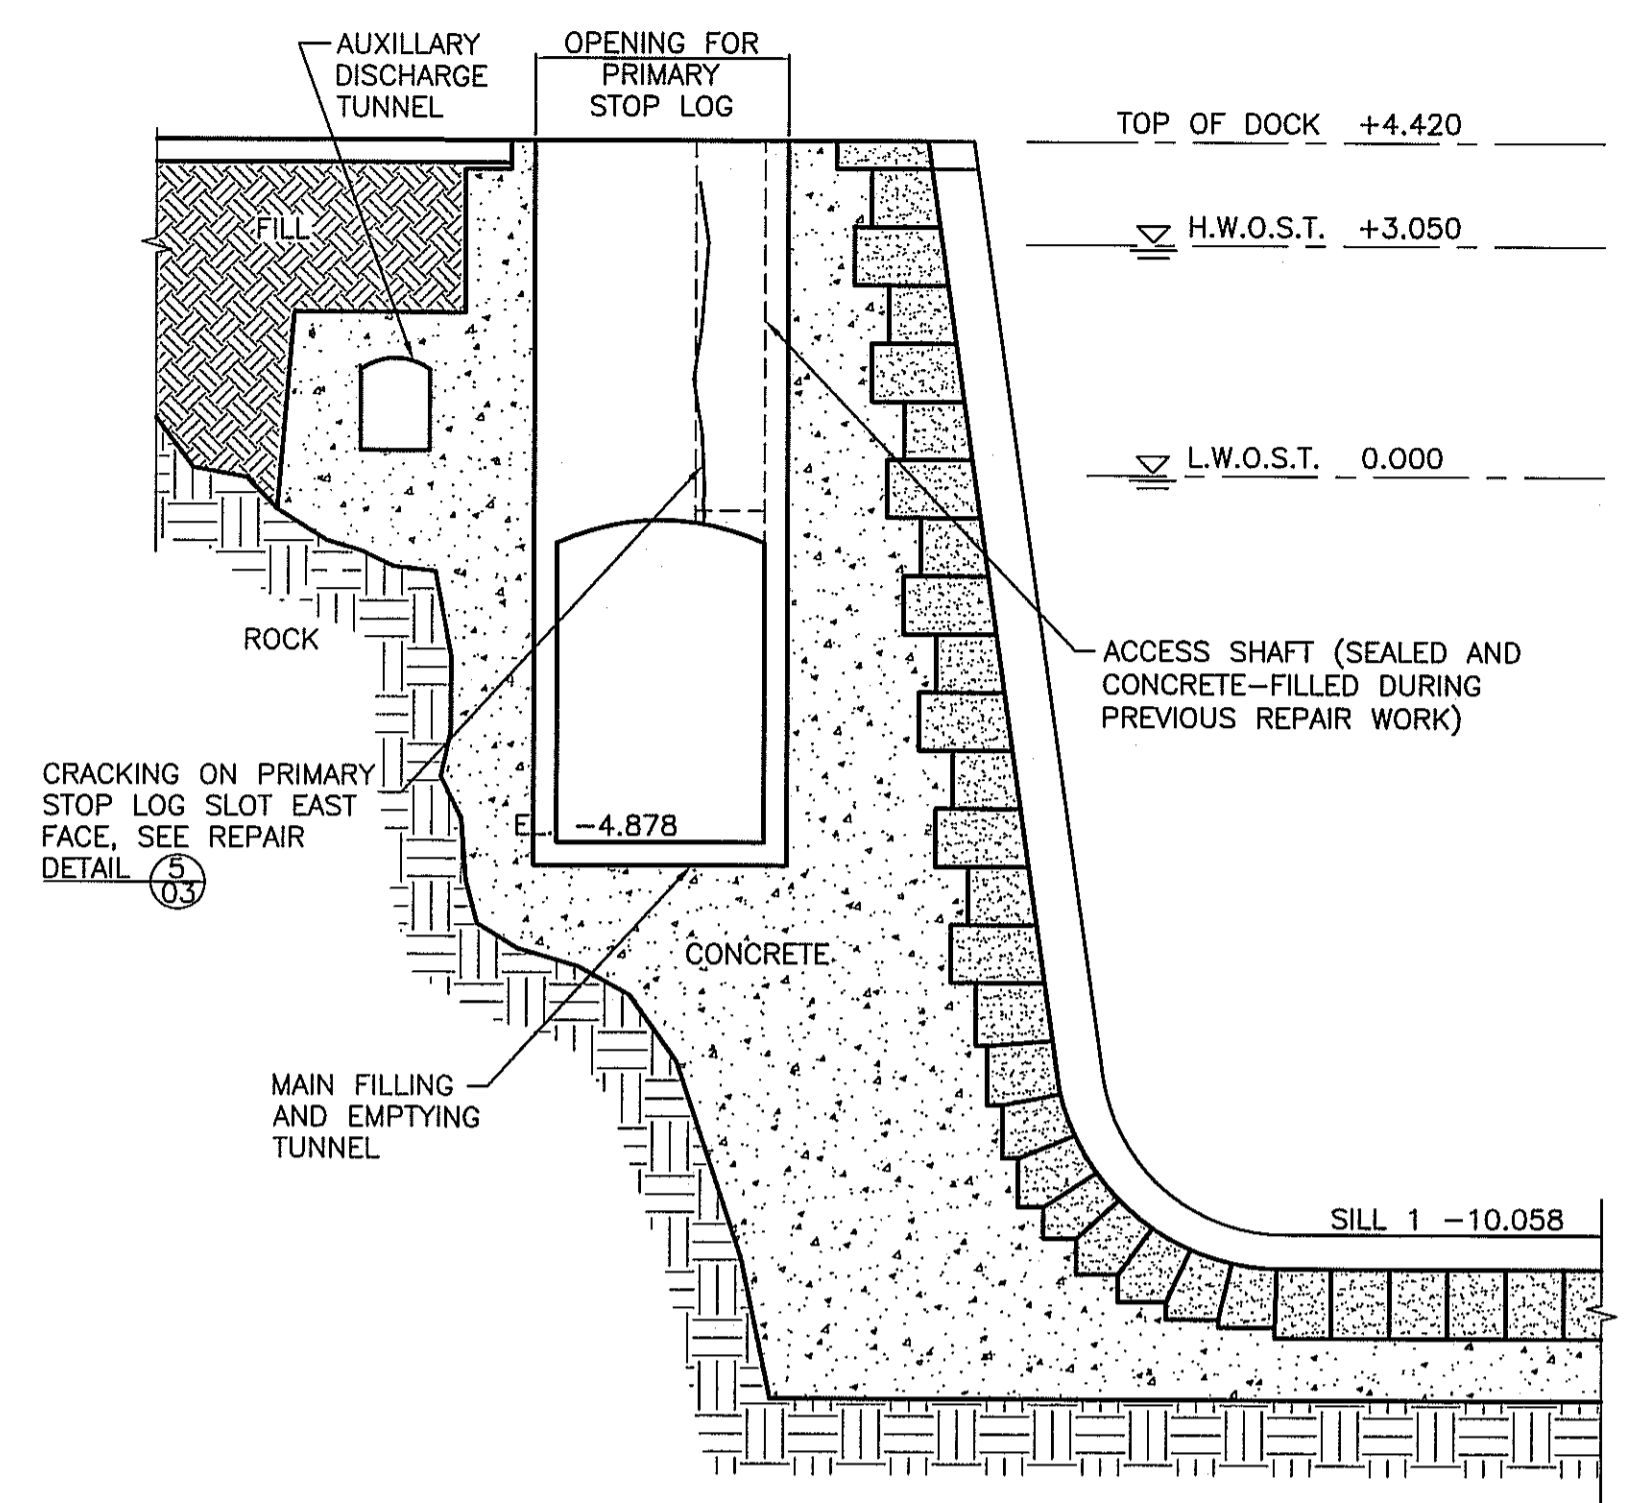 AUXILLARY
DISCHARGE
TUNNEL
OPENING FOR
PRIMARY
STOP LOG
TOP OF DOCK +4.420
H.W.O.S.T. +3.050
L.W.O.S.T. 0.000
FILL
ROCK
ACCESS SHAFT (SEALED AND
CONCRETE-FILLED DURING
PREVIOUS REPAIR WORK)
CRACKING ON PRIMARY
STOP LOG SLOT EAST
FACE, SEE REPAIR
DETAIL 5
03
EL. -4.878
CONCRETE
MAIN FILLING
AND EMPTYING
TUNNEL
SILL 1 -10.058